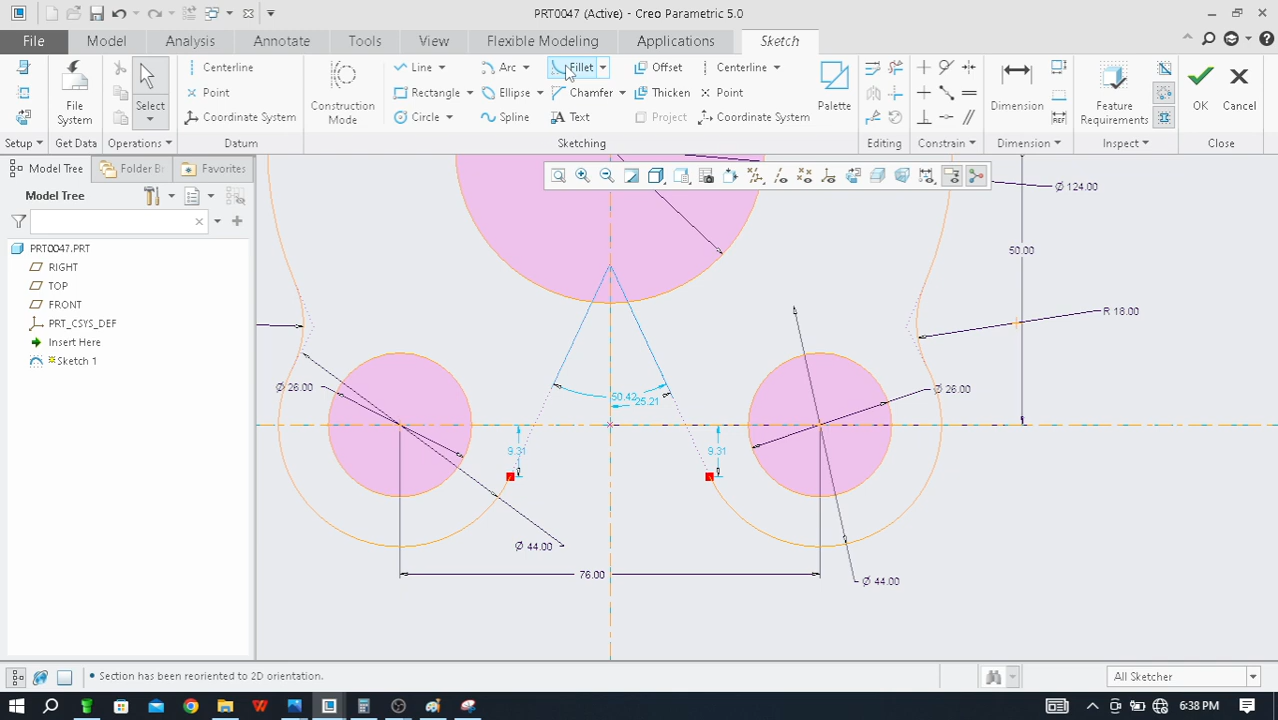 PRT0047 (Active) - Creo Parametric 5.0
File Model Analysis Annotate Tools View Flexible Modeling Applications Sketch
Centerline Line Arc Fillet Offset Centerline
Point Rectangle Ellipse Chamfer Thicken Point
Coordinate System Circle Spline Text Project Coordinate System
File System Select Construction Mode Palette Dimension Feature Requirements OK Cancel
Setup Get Data Operations Datum Sketching Editing Constrain Dimension Inspect Close
Model Tree Folder B Favorites
Model Tree
PRT0047.PRT
RIGHT
TOP
FRONT
PRT_CSYS_DEF
Insert Here
Sketch 1
Ø 124.00
50.00
R 18.00
Ø 26.00
50.42
25.21
Ø 26.00
9.31
9.31
Ø 44.00
76.00
Ø 44.00
Section has been reoriented to 2D orientation.
All Sketcher
6:38 PM